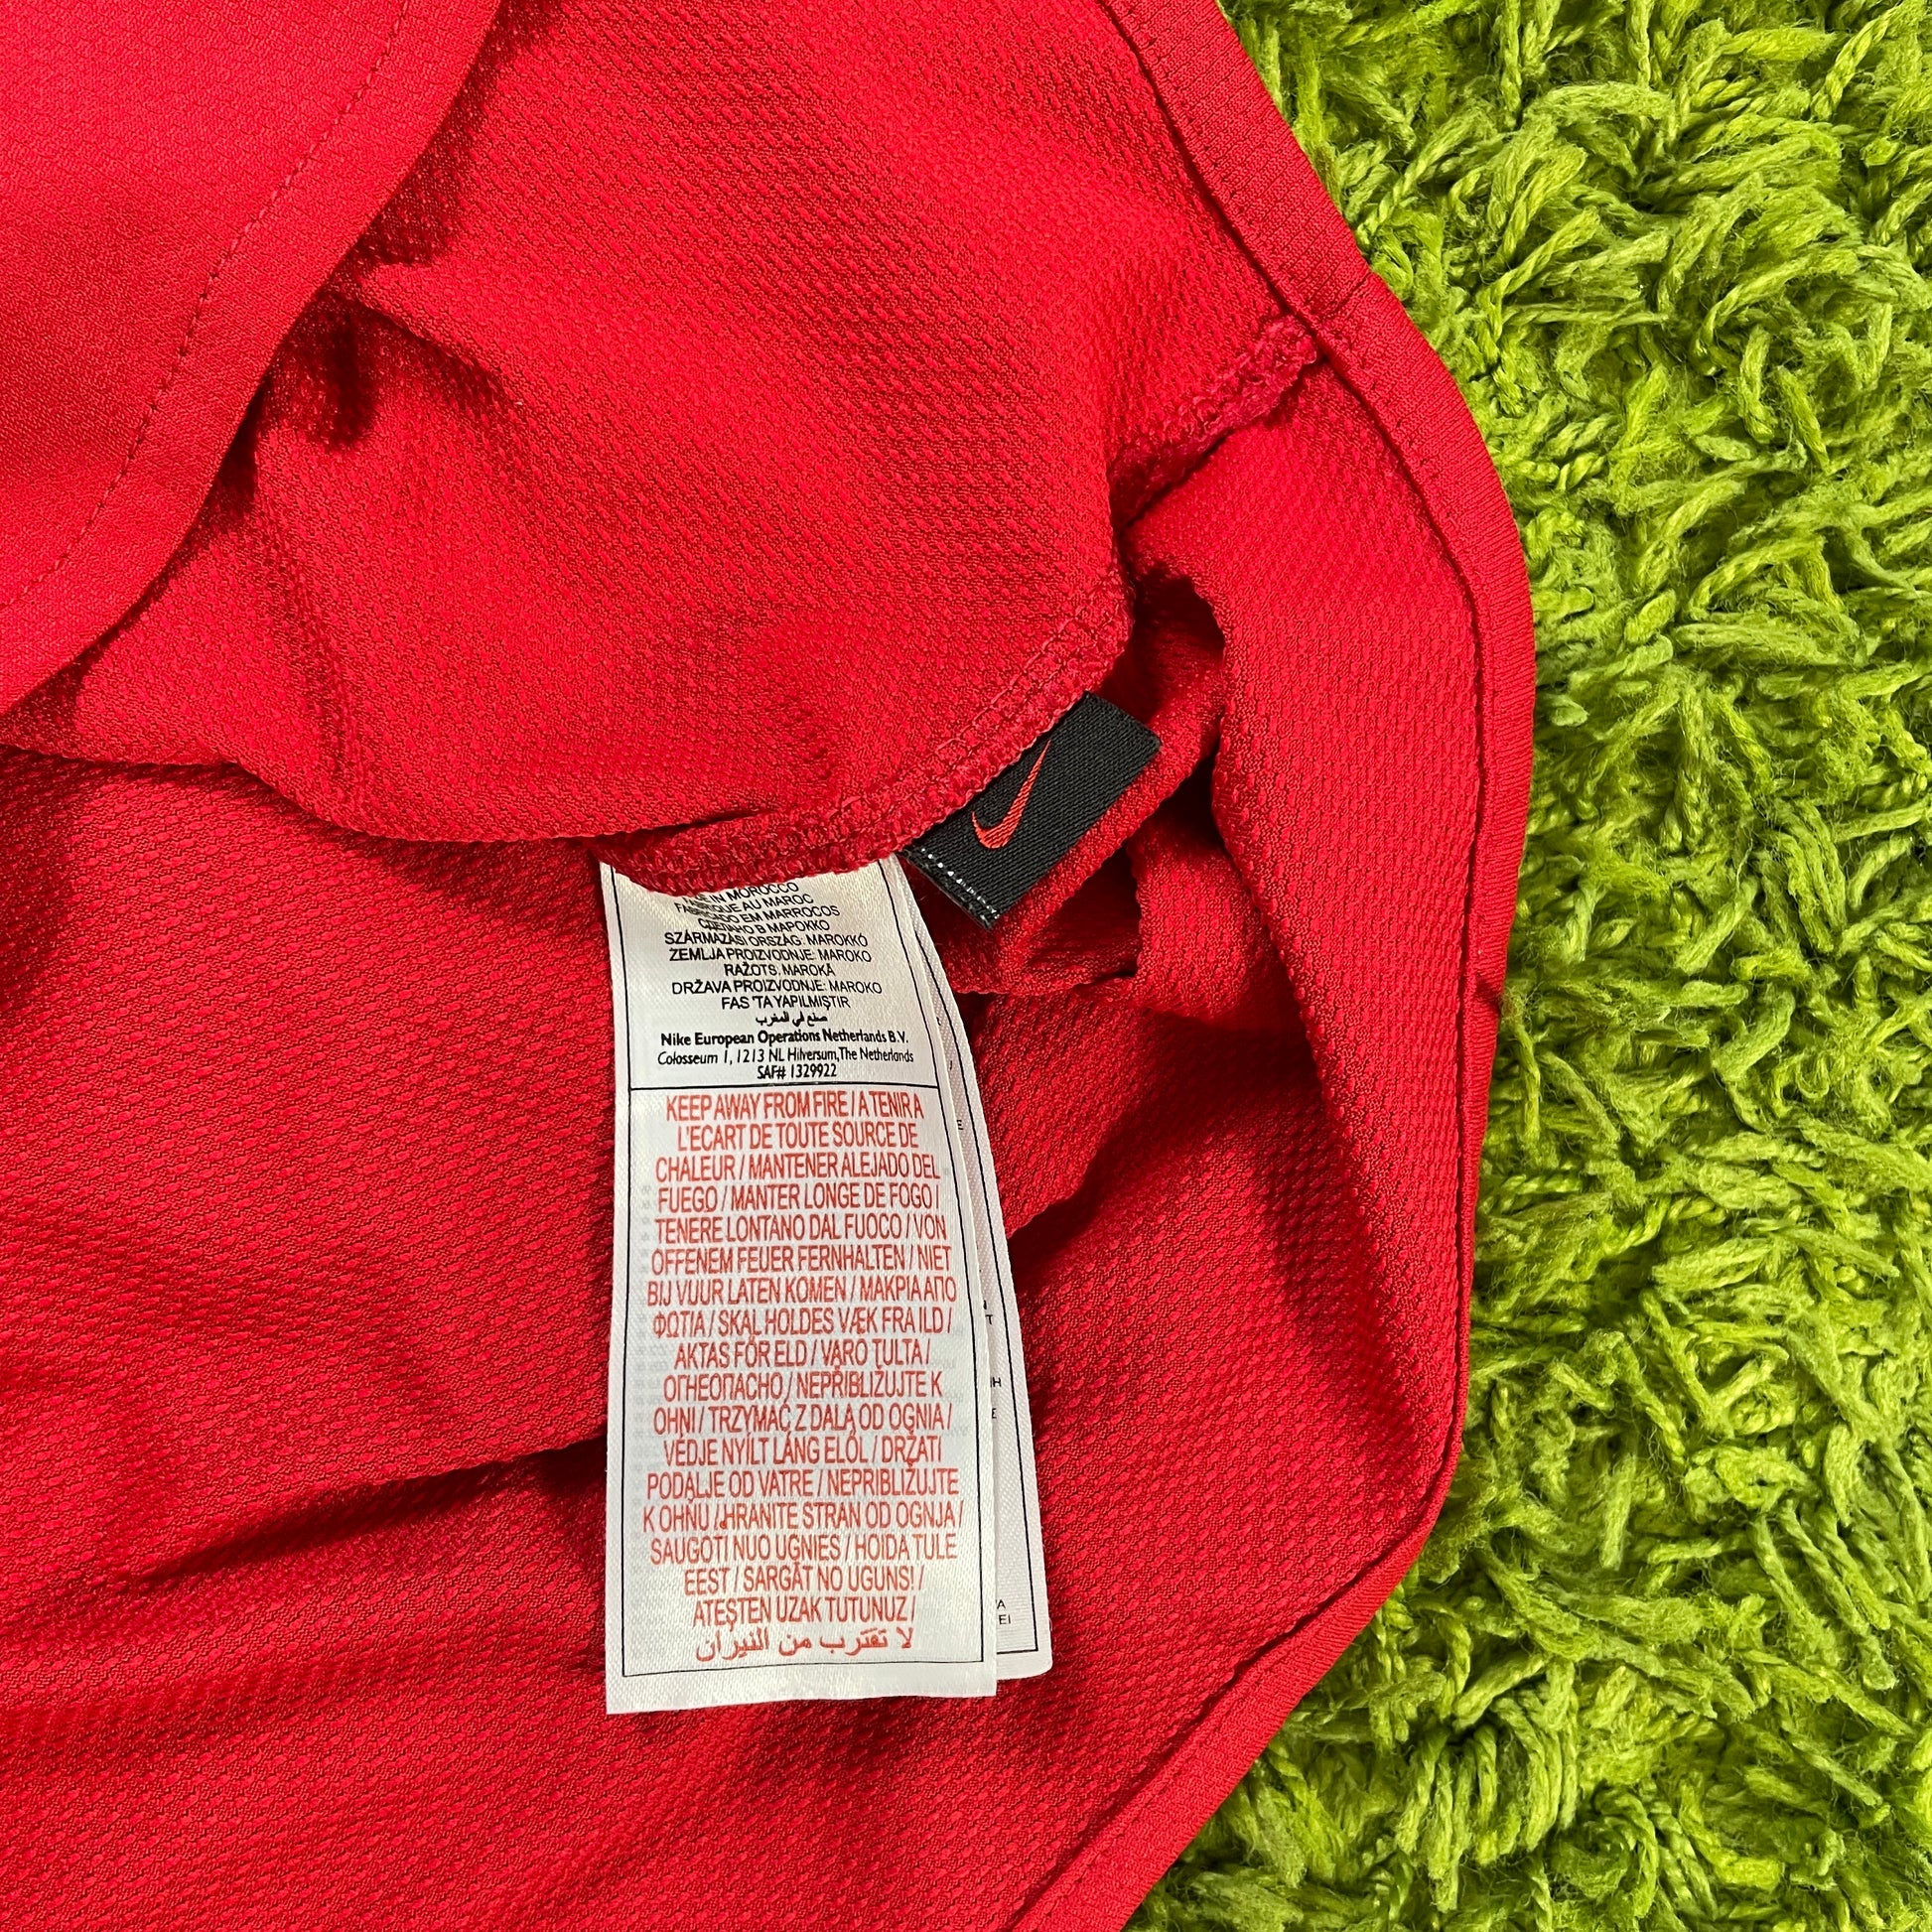 IN MOROCCO
FABRIQUE AU MAROC
FABRICADO EM MARROCOS
СДЕЛАНО В МАРОККО
SZÁRMAZÁSI ORSZÁG: MAROKKÓ
ZEMLJA PROIZVODNJE: MAROKO
RAŽOTS: MAROKĀ
DRŽAVA PROIZVODNJE: MAROKO
FAS 'TA YAPILMIŞTIR
صنع في المغرب
Nike European Operations Netherlands B.V.
Colosseum 1, 1213 NL Hilversum, The Netherlands
SAF# 1329922
KEEP AWAY FROM FIRE / A TENIR A
L'ECART DE TOUTE SOURCE DE
CHALEUR / MANTENER ALEJADO DEL
FUEGO / MANTER LONGE DE FOGO /
TENERE LONTANO DAL FUOCO / VON
OFFENEM FEUER FERNHALTEN / NIET
BIJ VUUR LATEN KOMEN / ΜΑΚΡΙΑ ΑΠΟ
ΦΩΤΙΑ / SKAL HOLDES VÆK FRA ILD /
AKTAS FÖR ELD / VARO TULTA /
ОГНЕОПАСНО / NEPŘIBLIŽUJTE K
OHNI / TRZYMAĆ Z DALA OD OGNIA /
VÉDJE NYÍLT LÁNG ELŐL / DRŽATI
PODALJE OD VATRE / NEPRIBLIŽUJTE
K OHŇU / HRANITE STRAN OD OGNJA /
SAUGOTI NUO UGNIES / HOIDA TULE
EEST / SARGĀT NO UGUNS! /
ATEŞTEN UZAK TUTUNUZ /
لا تقترب من النيران